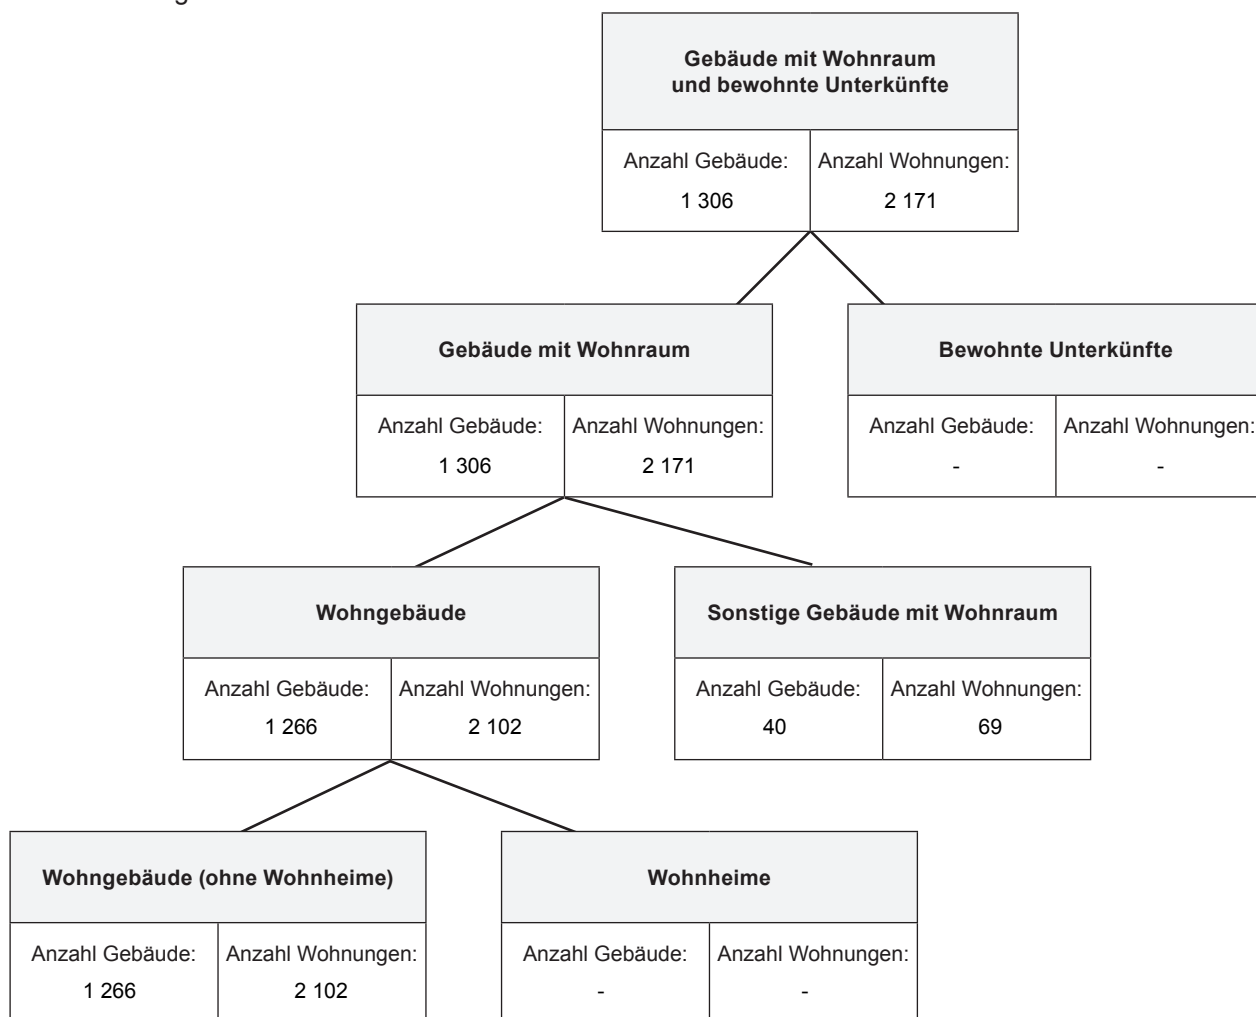 Gebäude mit Wohnraum
und bewohnte Unterkünfte
Anzahl Gebäude: Anzahl Wohnungen:
1 306 2 171
Gebäude mit Wohnraum
Anzahl Gebäude: Anzahl Wohnungen:
1 306 2 171
Bewohnte Unterkünfte
Anzahl Gebäude: Anzahl Wohnungen:
- -
Wohngebäude
Anzahl Gebäude: Anzahl Wohnungen:
1 266 2 102
Sonstige Gebäude mit Wohnraum
Anzahl Gebäude: Anzahl Wohnungen:
40 69
Wohngebäude (ohne Wohnheime)
Anzahl Gebäude: Anzahl Wohnungen:
1 266 2 102
Wohnheime
Anzahl Gebäude: Anzahl Wohnungen:
- -